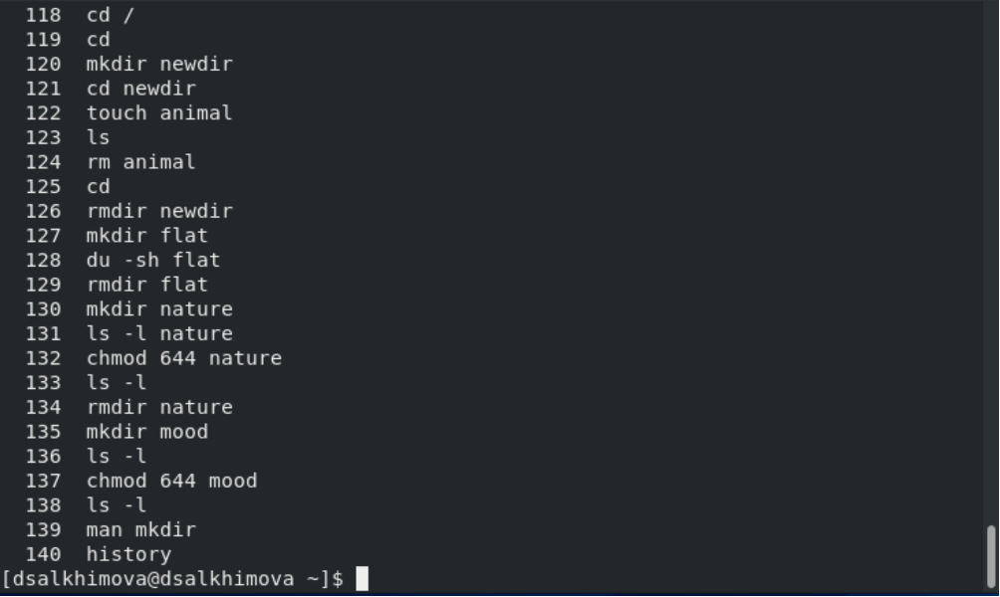 118  cd /
119  cd
120  mkdir newdir
121  cd newdir
122  touch animal
123  ls
124  rm animal
125  cd
126  rmdir newdir
127  mkdir flat
128  du -sh flat
129  rmdir flat
130  mkdir nature
131  ls -l nature
132  chmod 644 nature
133  ls -l
134  rmdir nature
135  mkdir mood
136  ls -l
137  chmod 644 mood
138  ls -l
139  man mkdir
140  history
[dsalkhimova@dsalkhimova ~]$